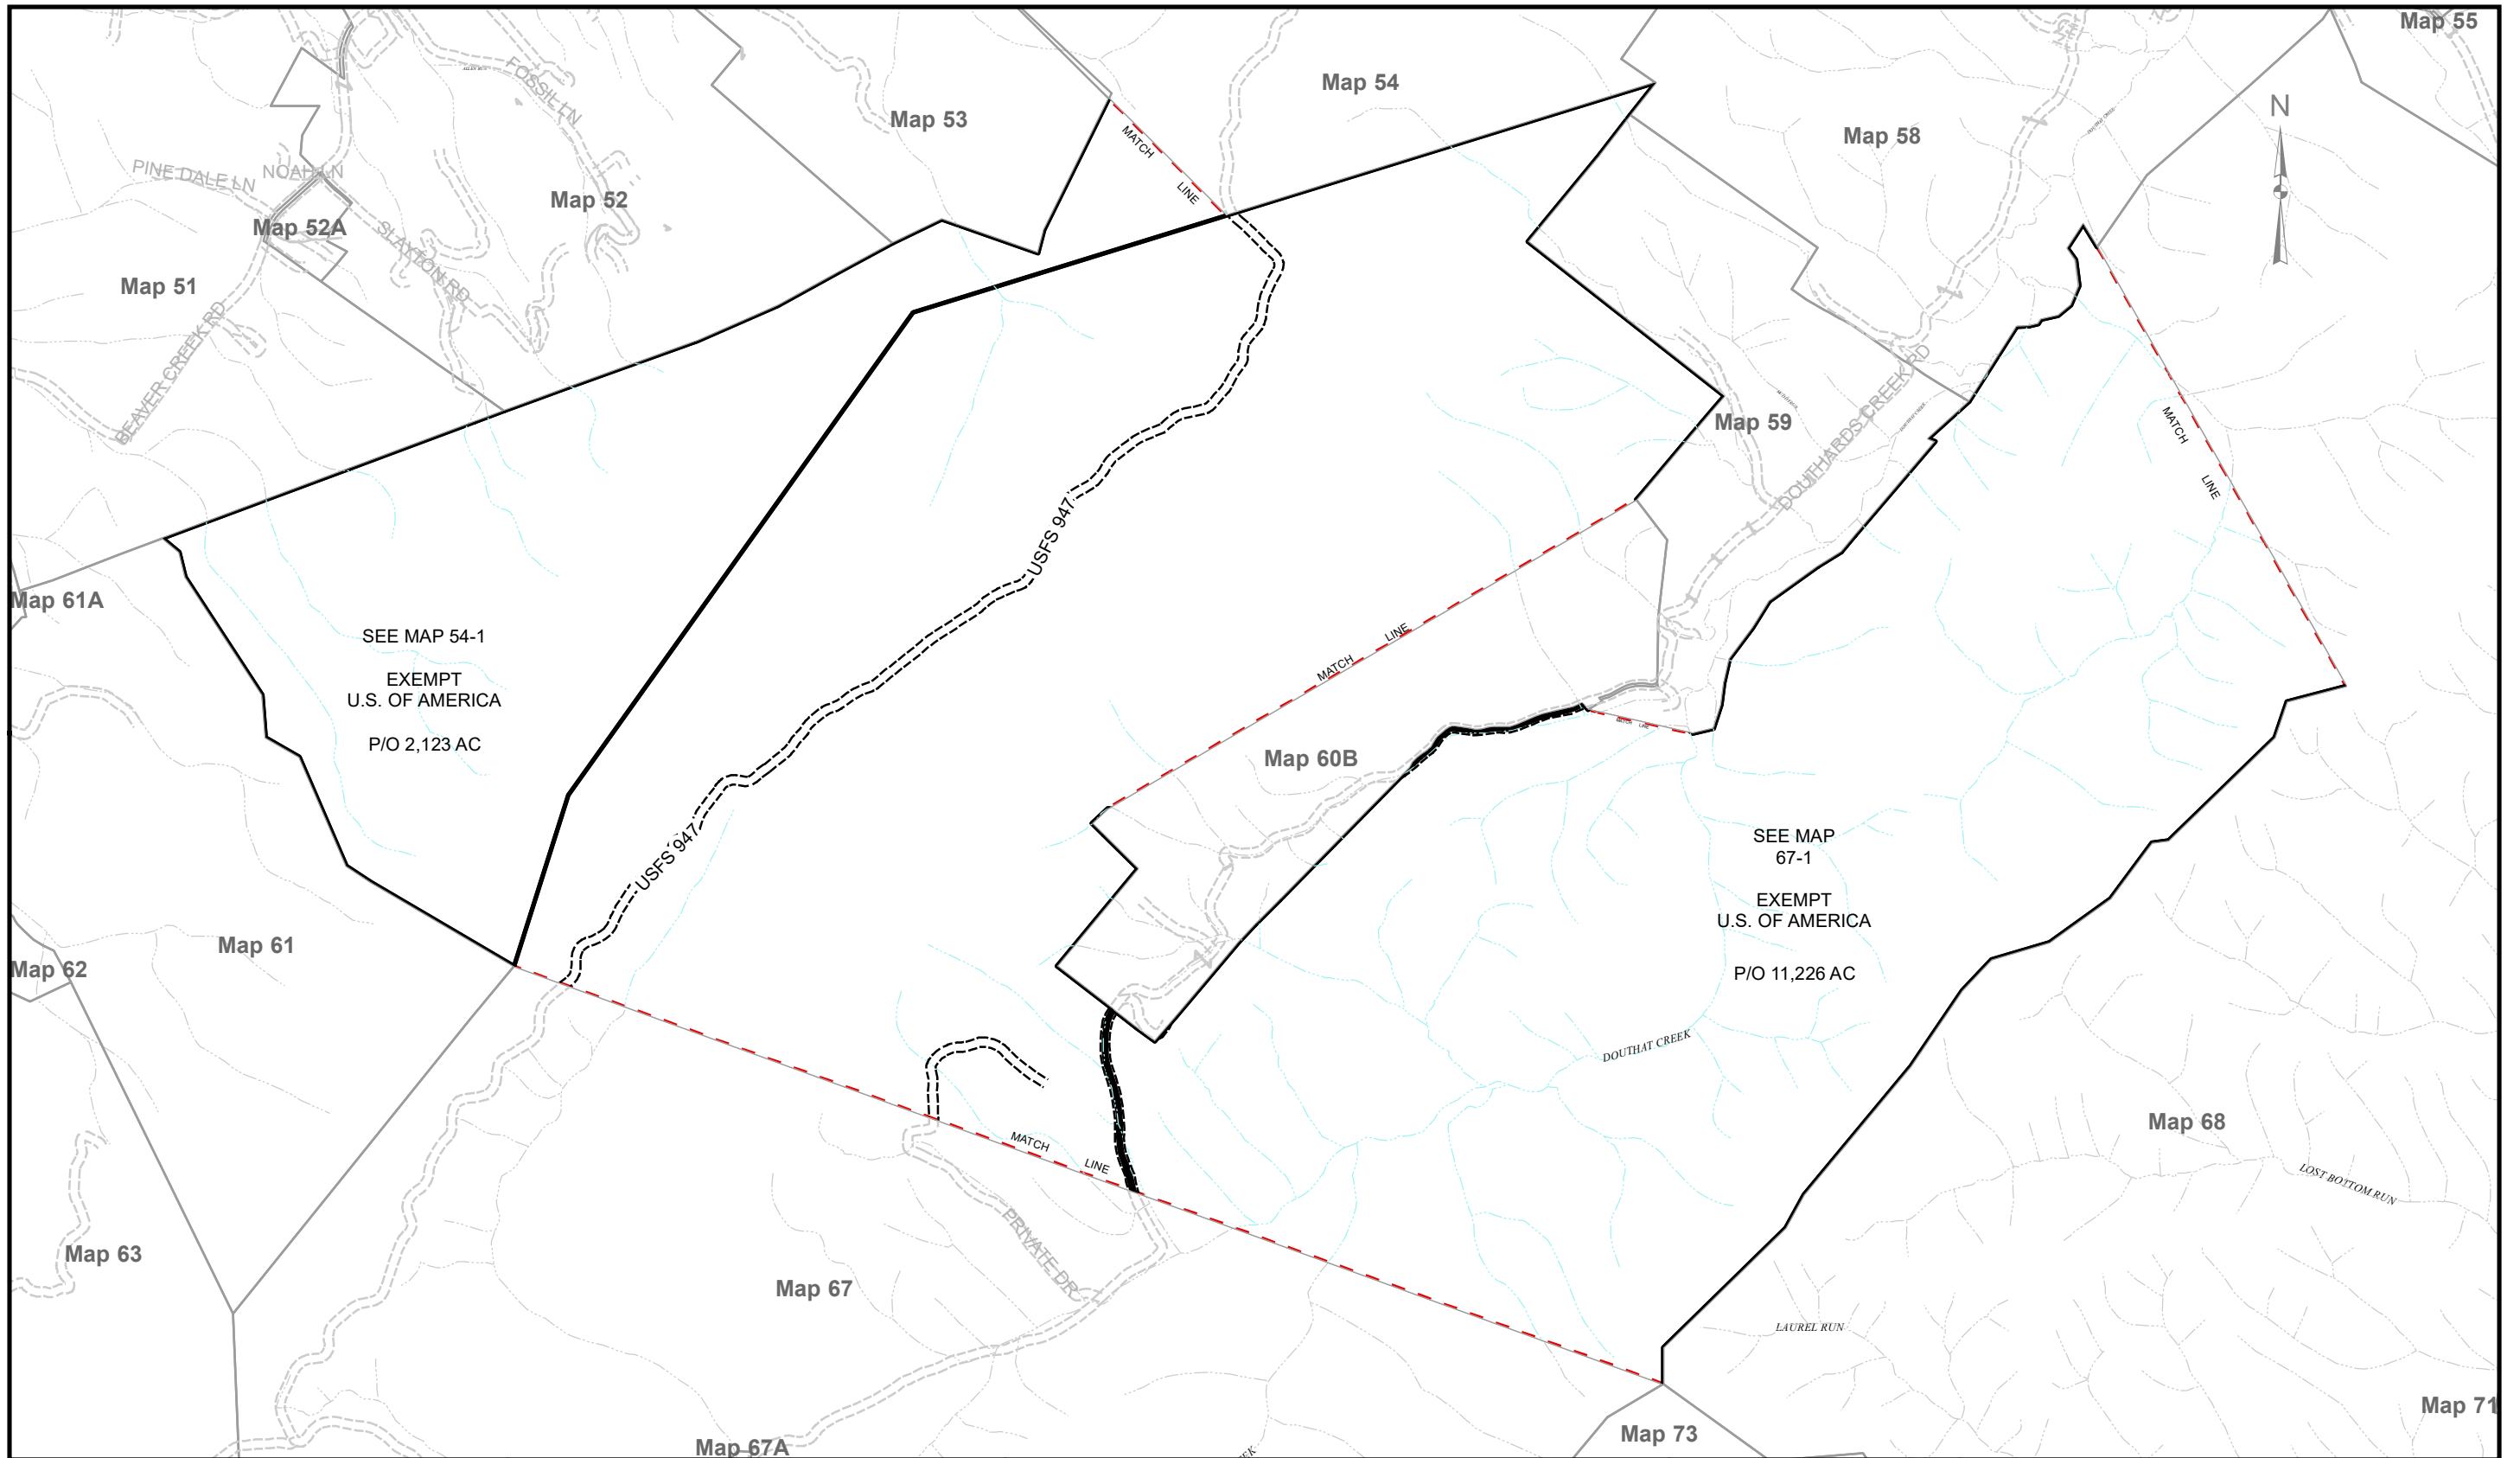 Map 55
Map 54
Map 53
Map 58
N
FOSSIL LN
PINE DALE LN
NOAH LN
Map 52
Map 52A
SLAYTON RD
Map 51
BEAVER CREEK RD
MATCH
LINE
Map 59
DOUTHARDS CREEK RD
MATCH
LINE
USFS 947
Map 61A
SEE MAP 54-1
EXEMPT
U.S. OF AMERICA
P/O 2,123 AC
MATCH
LINE
MATCH
LINE
Map 60B
USFS 947
SEE MAP
67-1
EXEMPT
U.S. OF AMERICA
P/O 11,226 AC
Map 61
Map 62
DOUTHAT CREEK
MATCH
LINE
Map 68
LOST BOTTOM RUN
PRIVATE DR
Map 63
Map 67
LAUREL RUN
Map 71
Map 73
Map 67A